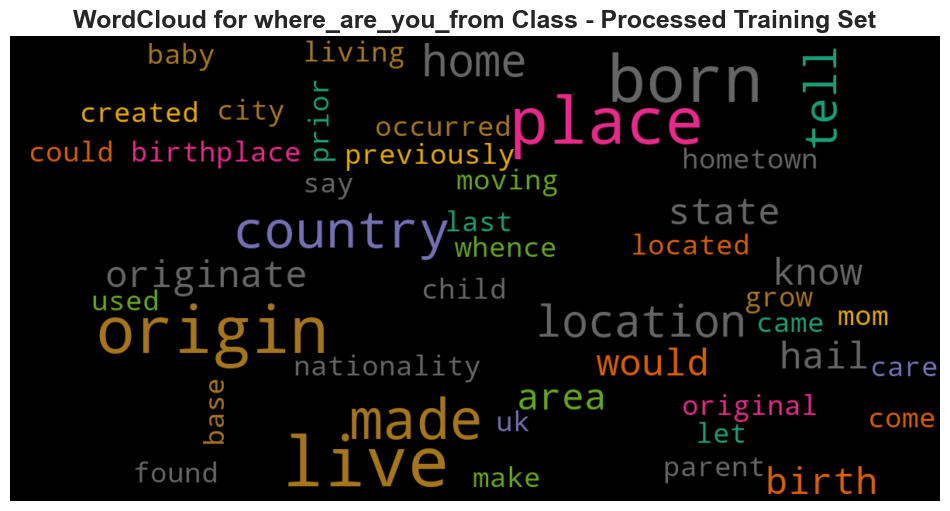 WordCloud for where_are_you_from Class - Processed Training Set
baby
living
home
born
tell
created
city
prior
occurred
place
could
birthplace
previously
hometown
say
moving
country
last
state
whence
located
originate
child
know
used
grow
origin
location
came
mom
nationality
would
hail
care
base
made
area
uk
original
let
come
live
found
make
parent
birth